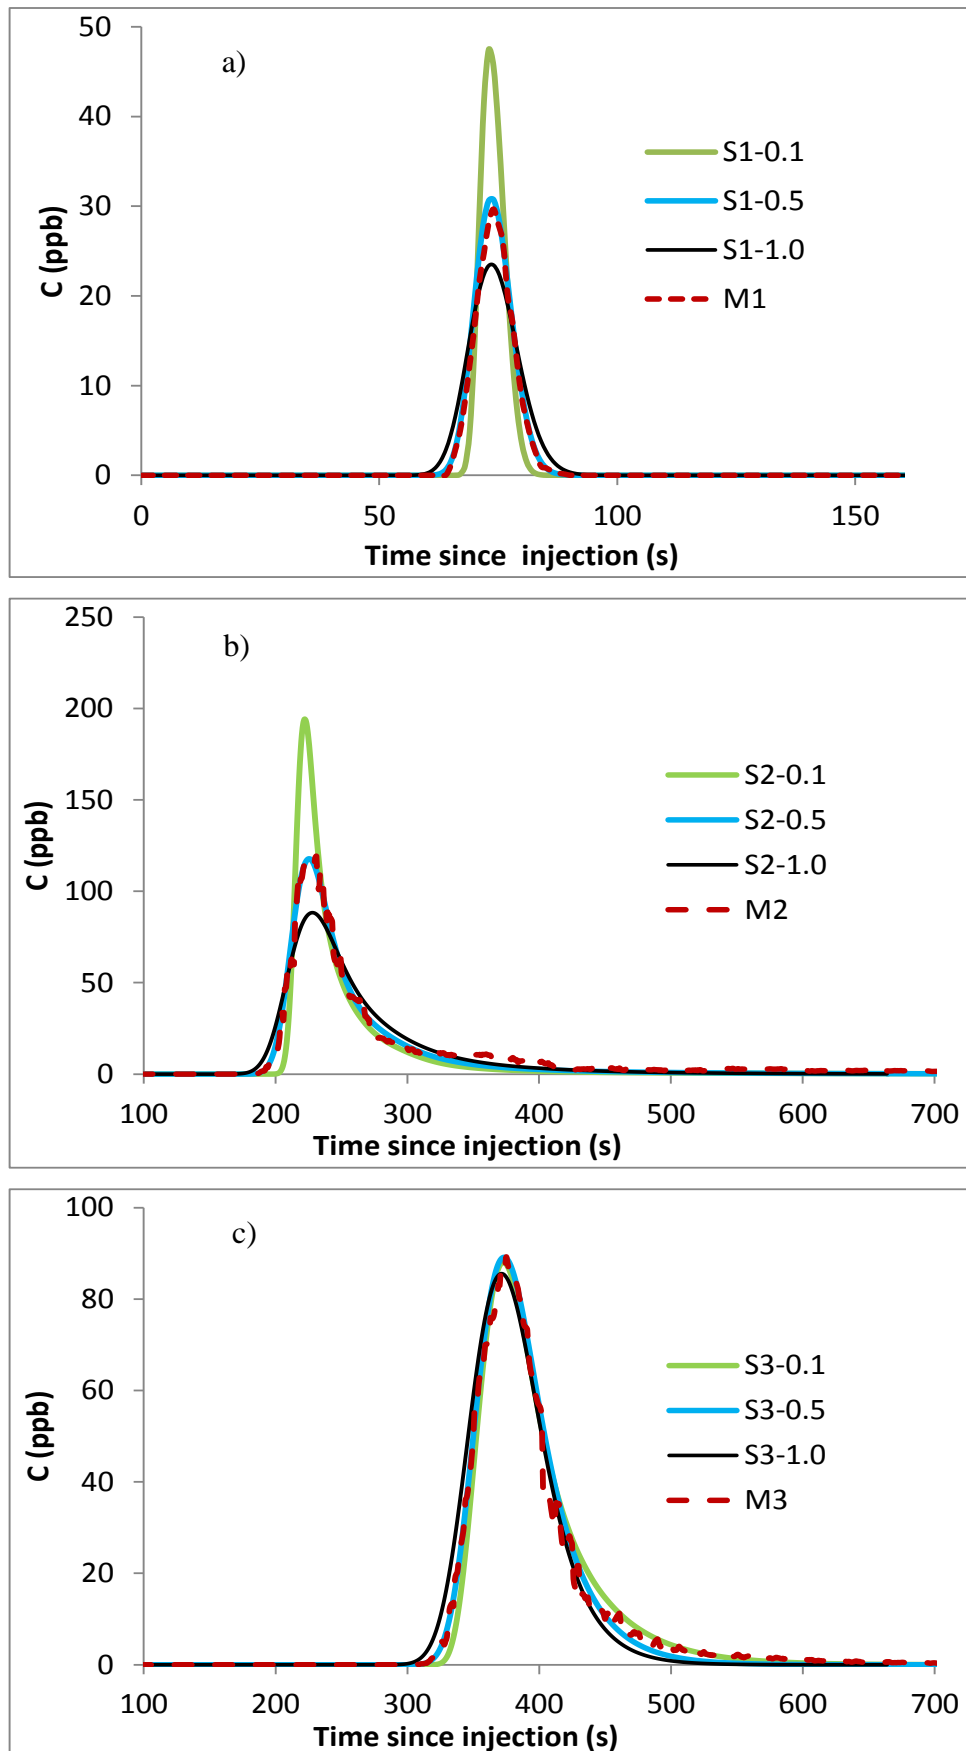 a)
50
40
30
20
10
0
C (ppb)
S1-0.1
S1-0.5
S1-1.0
M1
0 50 100 150
Time since injection (s)
b)
250
200
150
100
50
0
C (ppb)
S2-0.1
S2-0.5
S2-1.0
M2
100 200 300 400 500 600 700
Time since injection (s)
c)
100
80
60
40
20
0
C (ppb)
S3-0.1
S3-0.5
S3-1.0
M3
100 200 300 400 500 600 700
Time since injection (s)